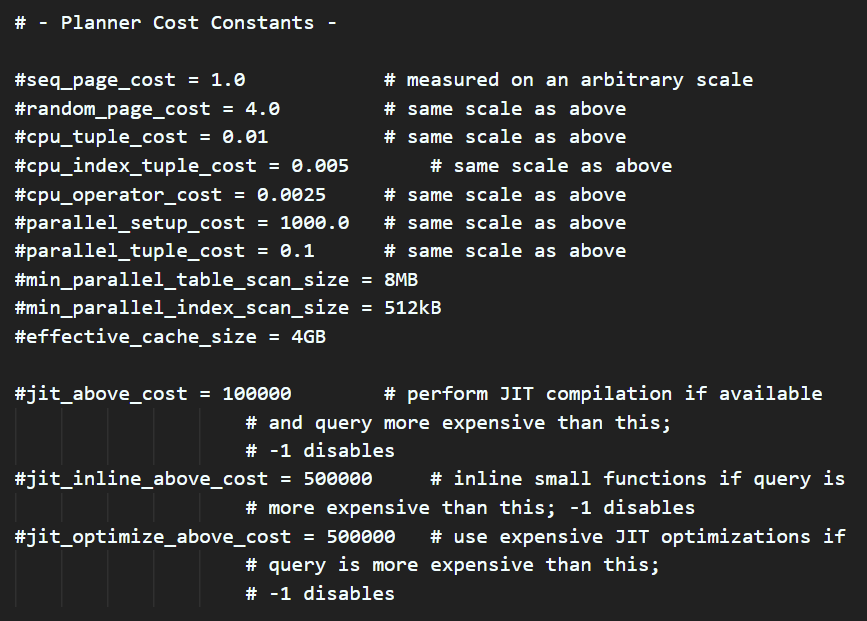 # - Planner Cost Constants -

#seq_page_cost = 1.0			# measured on an arbitrary scale
#random_page_cost = 4.0			# same scale as above
#cpu_tuple_cost = 0.01			# same scale as above
#cpu_index_tuple_cost = 0.005		# same scale as above
#cpu_operator_cost = 0.0025		# same scale as above
#parallel_setup_cost = 1000.0	# same scale as above
#parallel_tuple_cost = 0.1		# same scale as above
#min_parallel_table_scan_size = 8MB
#min_parallel_index_scan_size = 512kB
#effective_cache_size = 4GB

#jit_above_cost = 100000		# perform JIT compilation if available
					# and query more expensive than this;
					# -1 disables
#jit_inline_above_cost = 500000		# inline small functions if query is
					# more expensive than this; -1 disables
#jit_optimize_above_cost = 500000	# use expensive JIT optimizations if
					# query is more expensive than this;
					# -1 disables